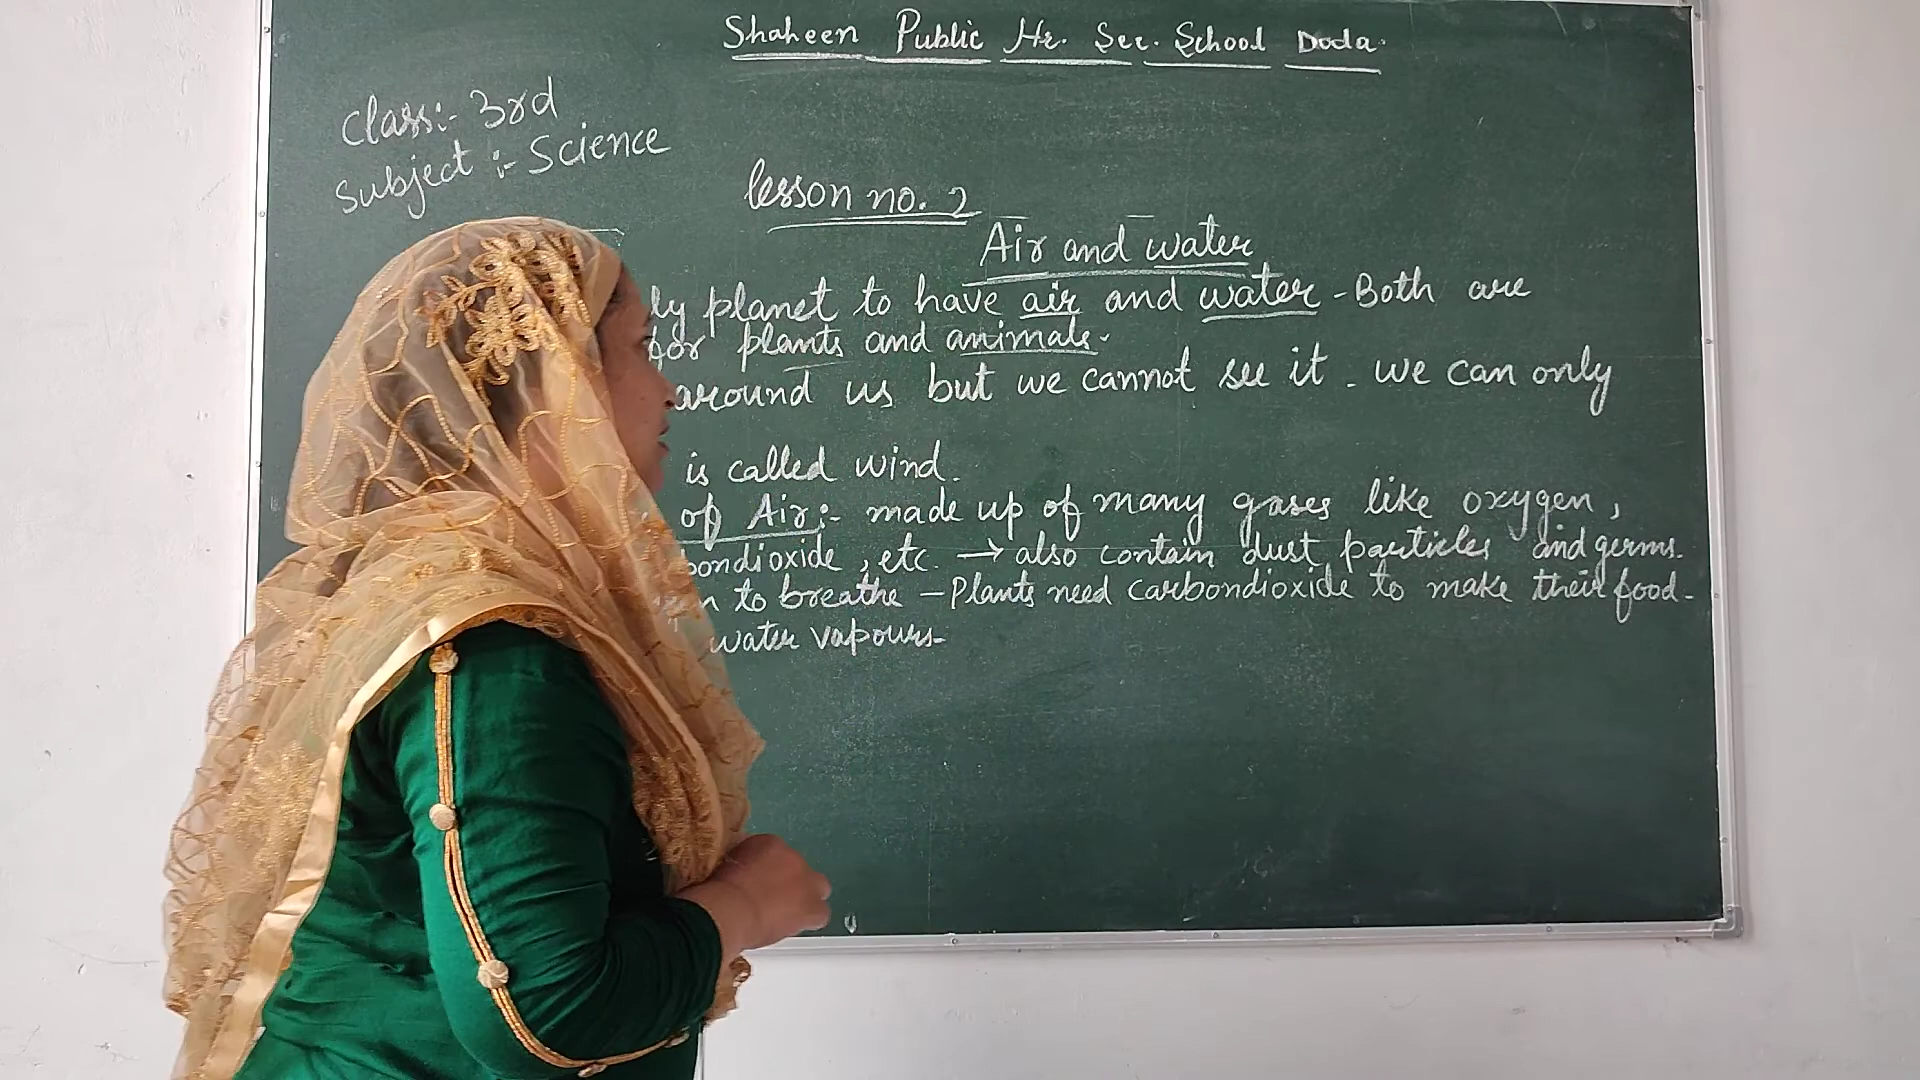 Shaheen Public Hr. Sec. School Doda.
Class:- 3rd
Subject :- Science
lesson no. 2
Air and water
planet to have air and water - Both are
for plants and animals.
around us but we cannot see it. we can only
is called wind.
of Air:- made up of many gases like oxygen,
etc. → also contain dust particles and germs.
to breathe - Plants need carbondioxide to make their food.
water vapours-